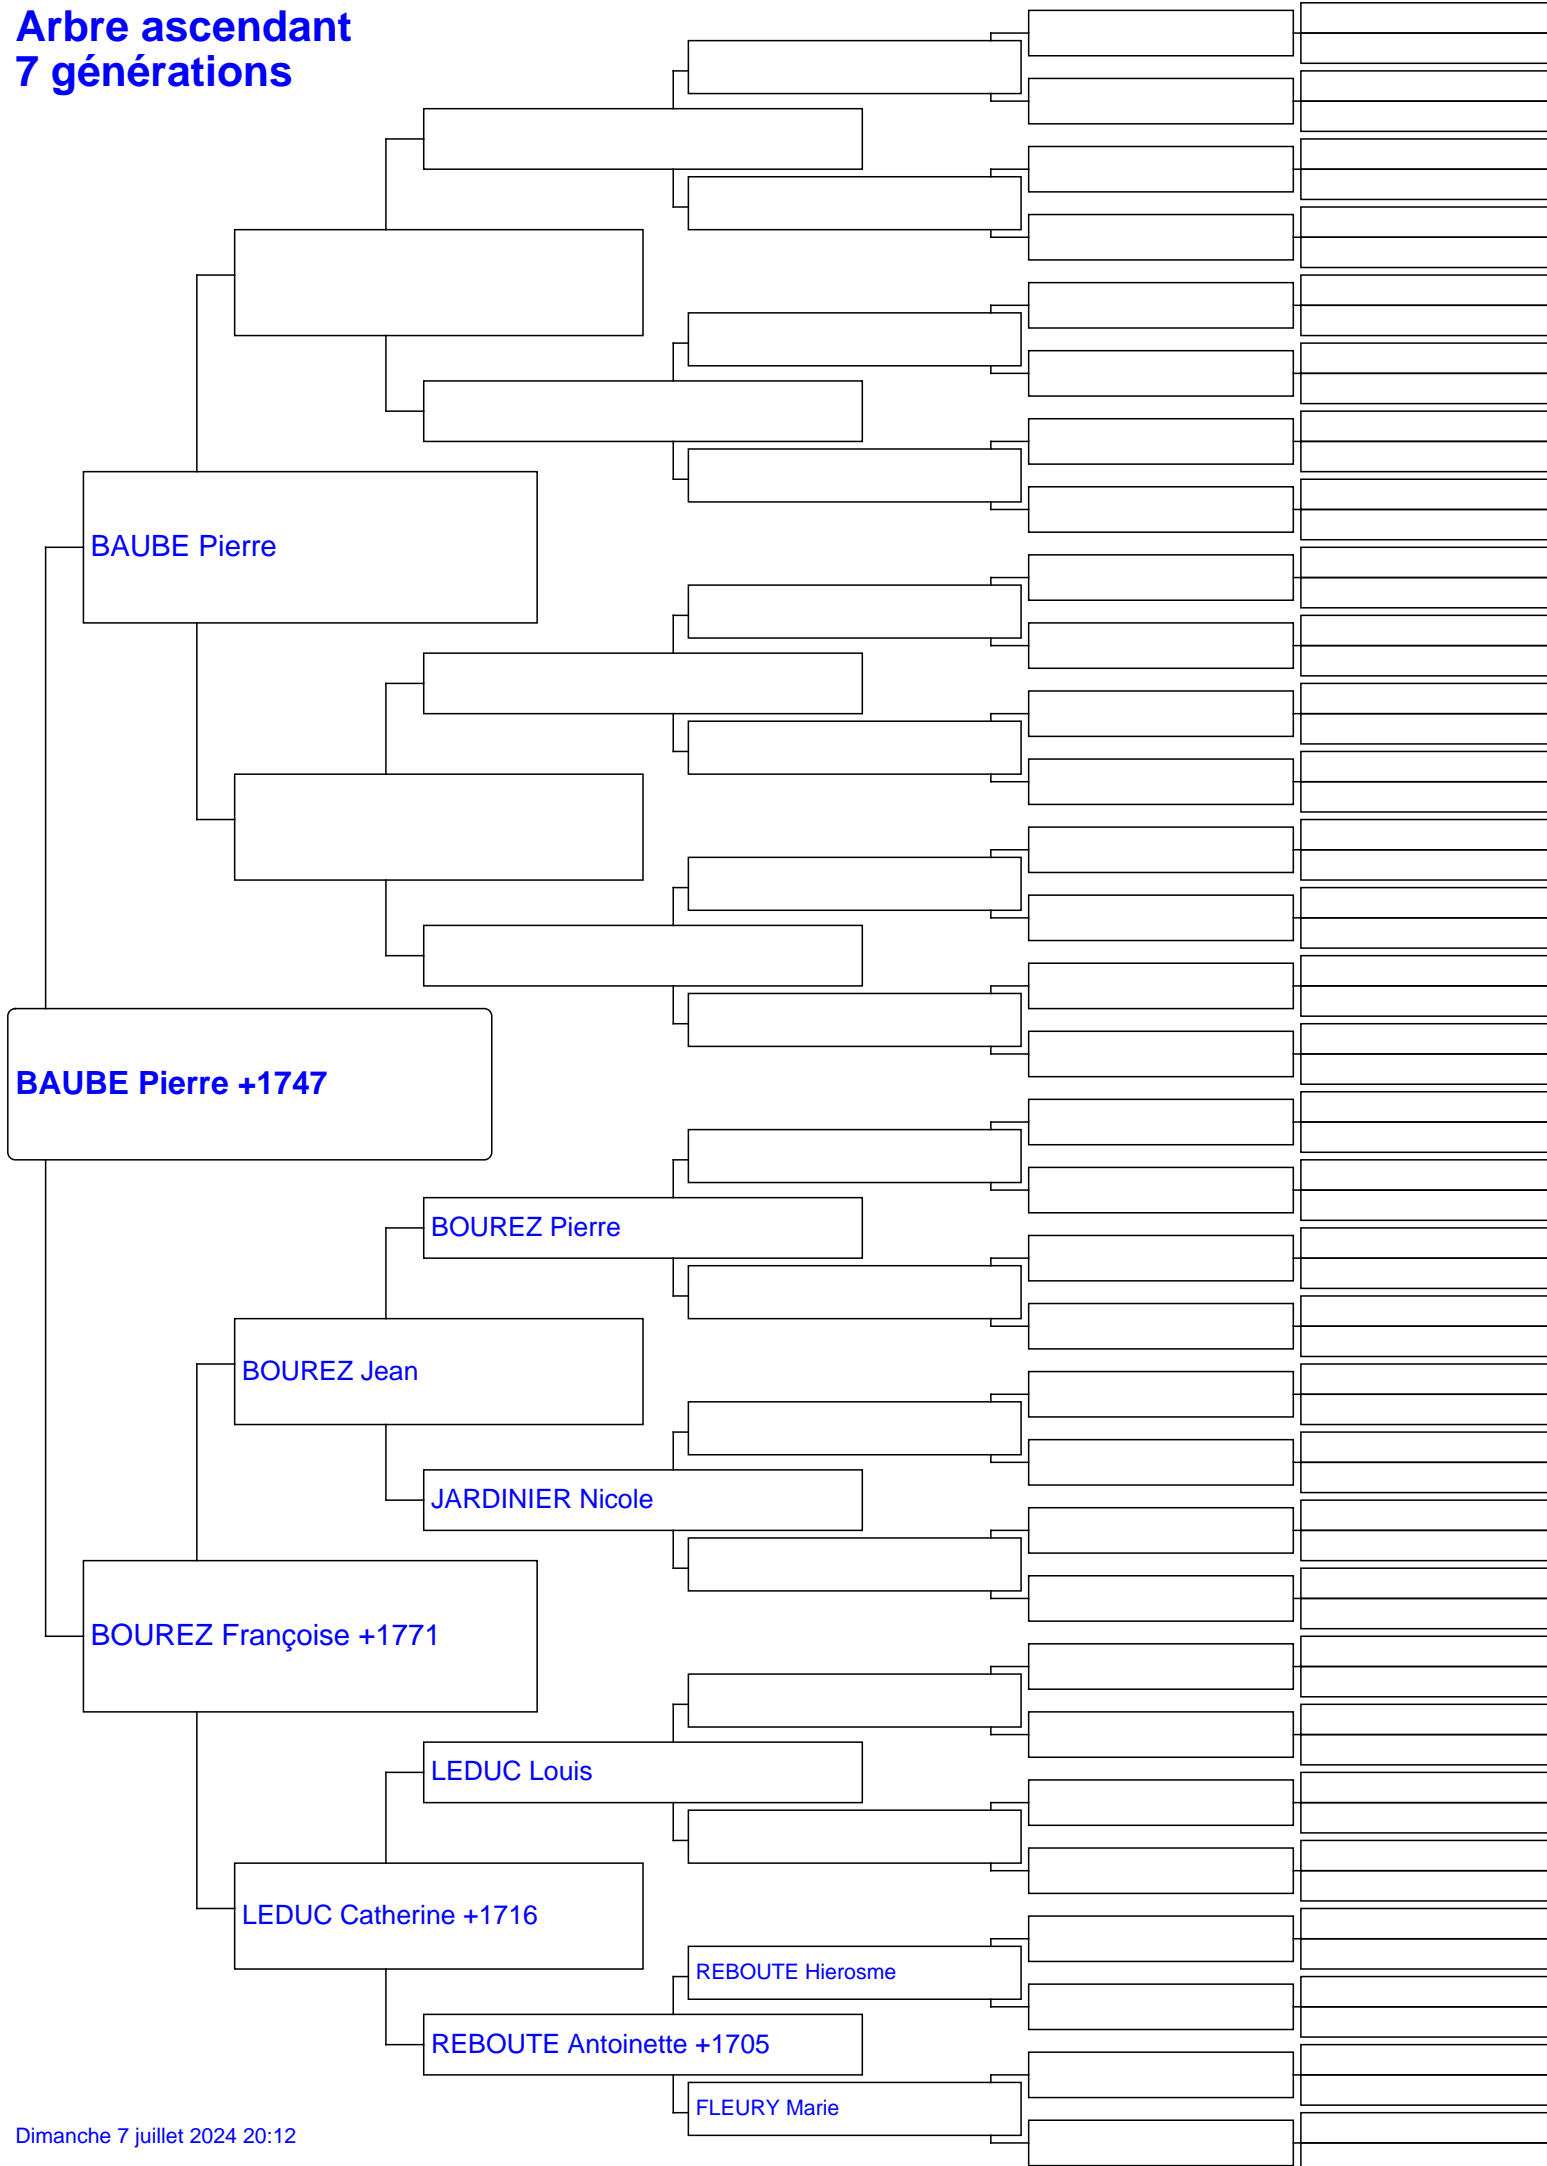 Arbre ascendant
7 générations
BAUBE Pierre
BAUBE Pierre +1747
BOUREZ Pierre
BOUREZ Jean
JARDINIER Nicole
BOUREZ Françoise +1771
LEDUC Louis
LEDUC Catherine +1716
REBOUTE Hierosme
REBOUTE Antoinette +1705
FLEURY Marie
Dimanche 7 juillet 2024 20:12